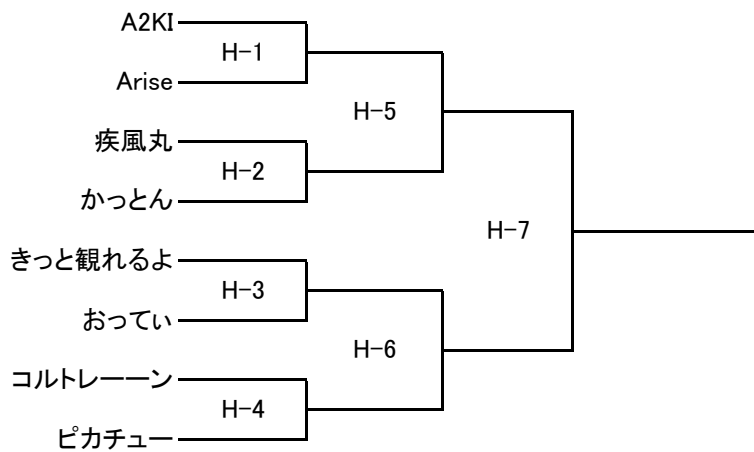 A2KI
H-1
Arise
H-5
疾風丸
H-2
かっとん
H-7
きっと観れるよ
H-3
おってぃ
H-6
コルトレーーン
H-4
ピカチュー